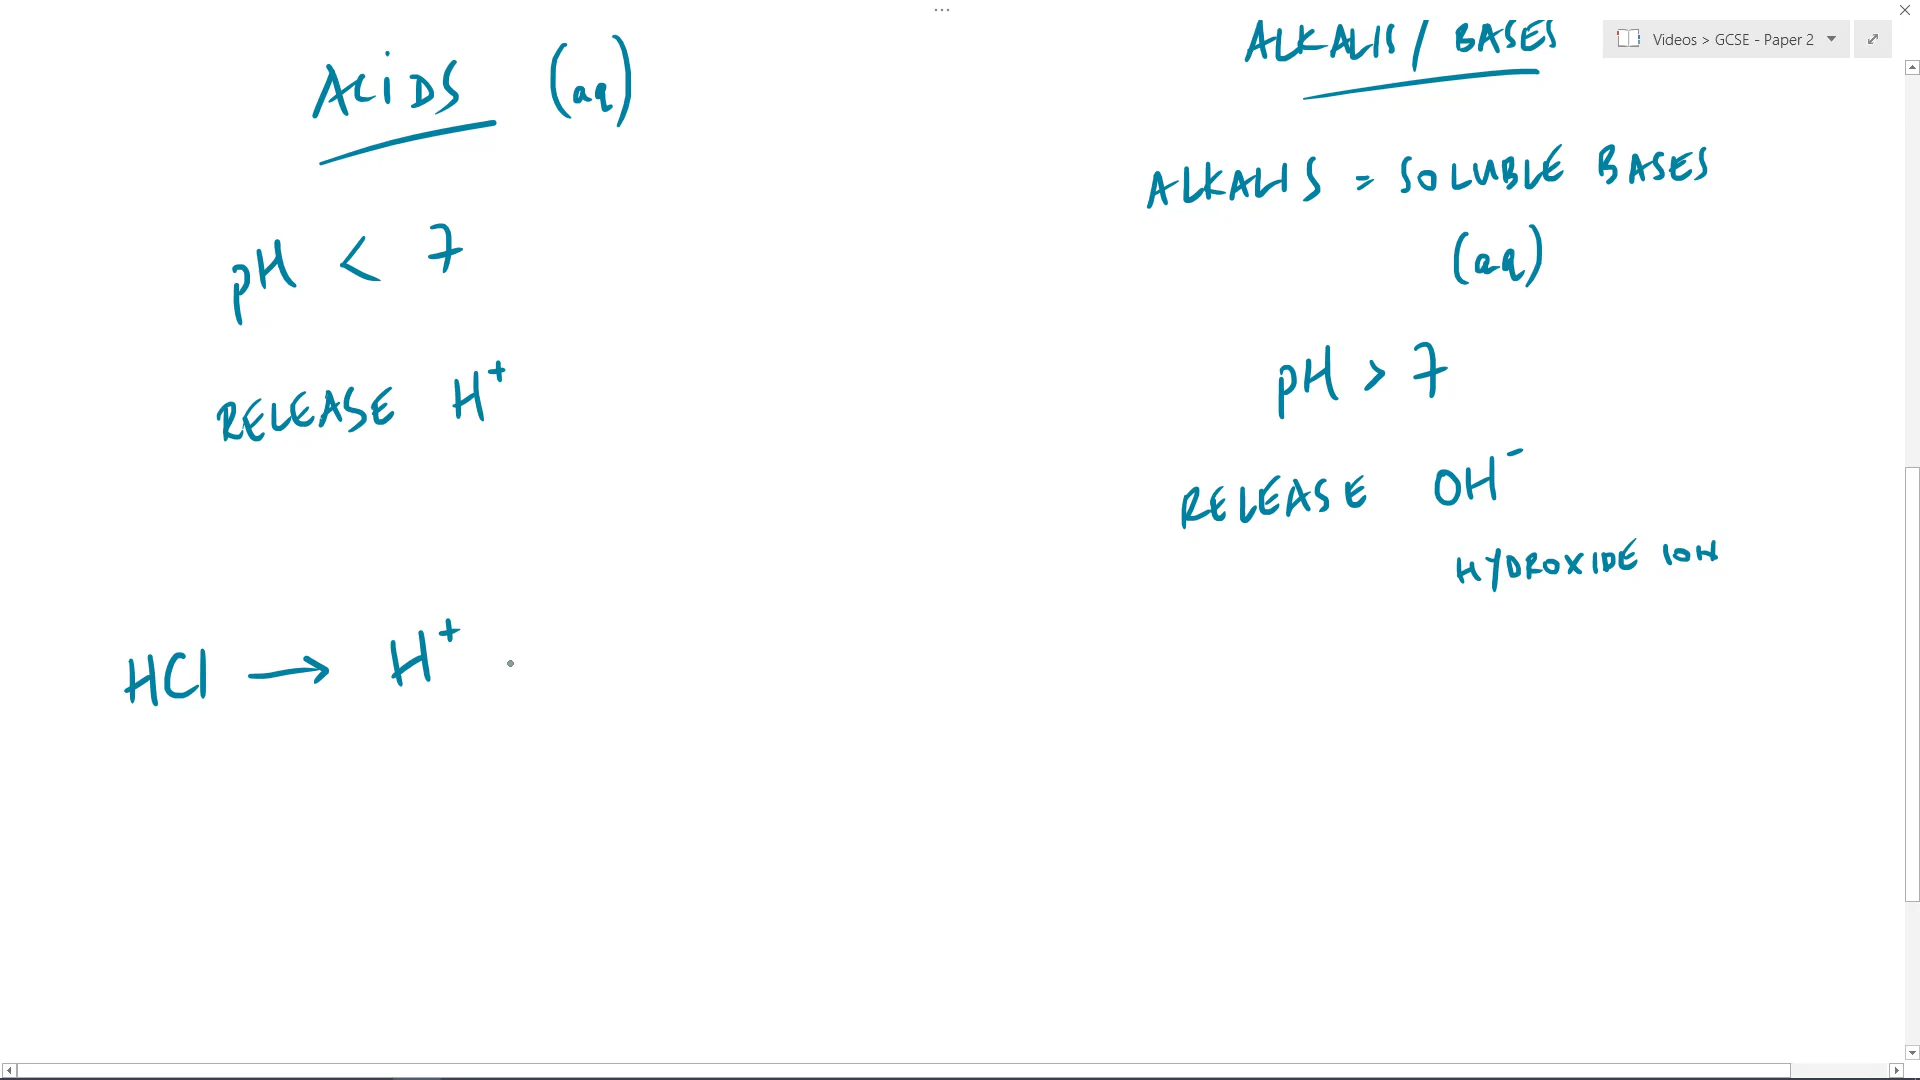 ACiDS (aq)
pH < 7
RELEASE H⁺
HCl → H⁺
ALKALIS / BASES
ALKALIS = SOLUBLE BASES
(aq)
pH > 7
RELEASE OH⁻
HYDROXIDE ION
Videos > GCSE - Paper 2